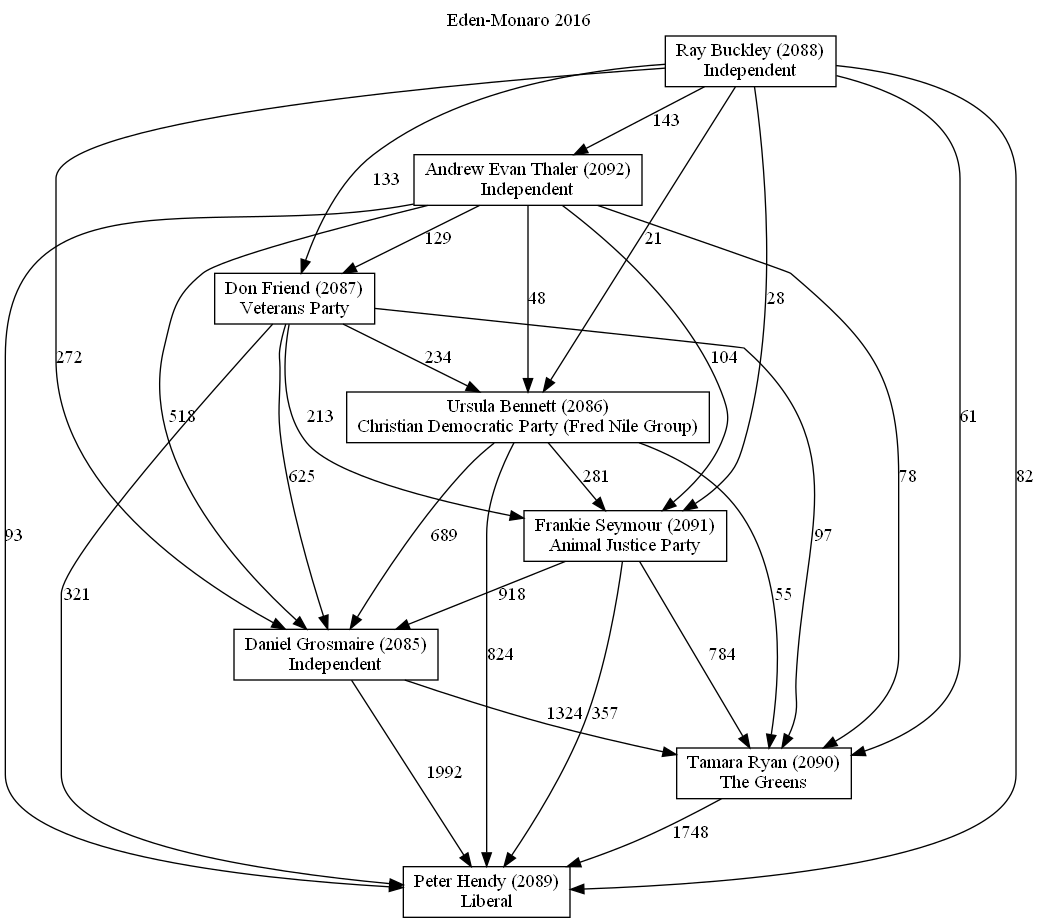 Eden-Monaro 2016
Ray Buckley (2088)
Independent
143
Andrew Evan Thaler (2092)
Independent
133
129
21
Don Friend (2087)
Veterans Party
48
28
272
234
104
Ursula Bennett (2086)
Christian Democratic Party (Fred Nile Group)
518
213
61
625
281
78
82
93
689
Frankie Seymour (2091)
Animal Justice Party
97
321
918
55
Daniel Grosmaire (2085)
Independent
824
784
1324
357
Tamara Ryan (2090)
The Greens
1992
1748
Peter Hendy (2089)
Liberal